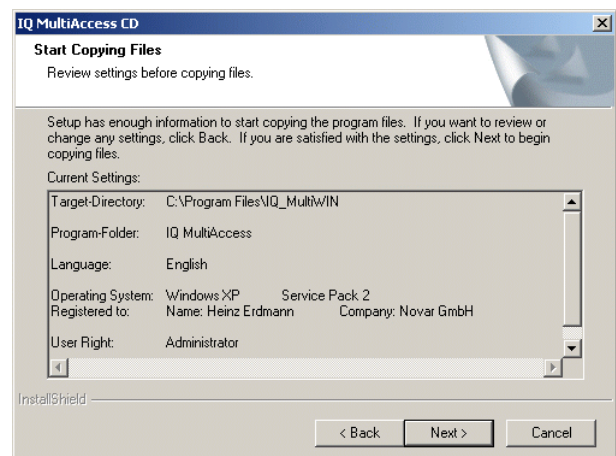 IQ MultiAccess CD
Start Copying Files
Review settings before copying files.
Setup has enough information to start copying the program files. If you want to review or
change any settings, click Back. If you are satisfied with the settings, click Next to begin
copying files.
Current Settings:
Target-Directory: C:\Program Files\IQ_MultiWIN
Program-Folder: IQ MultiAccess
Language: English
Operating System: Windows XP Service Pack 2
Registered to: Name: Heinz Erdmann Company: Novar GmbH
User Right: Administrator
InstallShield
< Back Next > Cancel